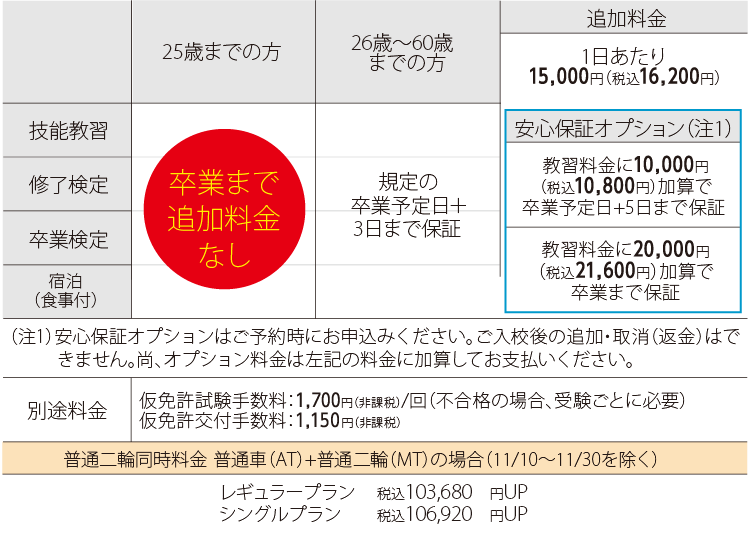 25歳までの方
26歳〜60歳
までの方
追加料金
1日あたり
15,000円(税込16,200円)
技能教習
修了検定
卒業検定
宿泊
(食事付)
卒業まで
追加料金
なし
規定の
卒業予定日+
3日まで保証
安心保証オプション(注1)
教習料金に10,000円
(税込10,800円)加算で
卒業予定日+5日まで保証
教習料金に20,000円
(税込21,600円)加算で
卒業まで保証
(注1)安心保証オプションはご予約時にお申込みください。ご入校後の追加・取消(返金)はで
きません。尚、オプション料金は左記の料金に加算してお支払いください。
別途料金
仮免許試験手数料:1,700円(非課税)/回(不合格の場合、受験ごとに必要)
仮免許交付手数料:1,150円(非課税)
普通二輪同時料金 普通車(AT)+普通二輪(MT)の場合(11/10〜11/30を除く)
レギュラープラン 税込103,680 円UP
シングルプラン 税込106,920 円UP